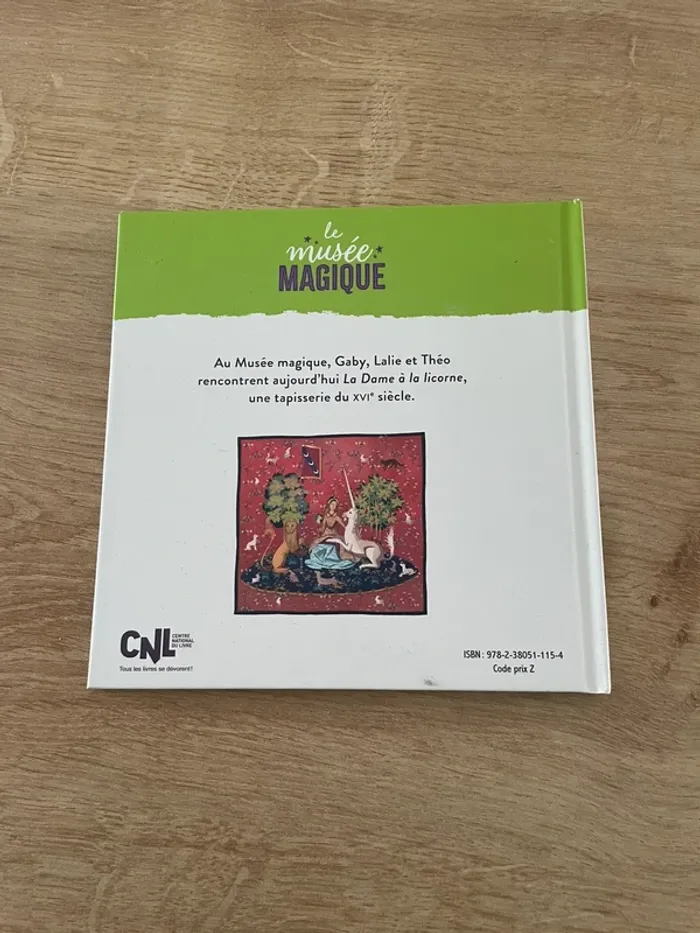 le
musée
MAGIQUE
Au Musée magique, Gaby, Lalie et Théo
rencontrent aujourd'hui La Dame à la licorne,
une tapisserie du XVIᵉ siècle.
CNL
CENTRE
NATIONAL
DU LIVRE
Tous les livres se dévorent!
ISBN : 978-2-38051-115-4
Code prix Z